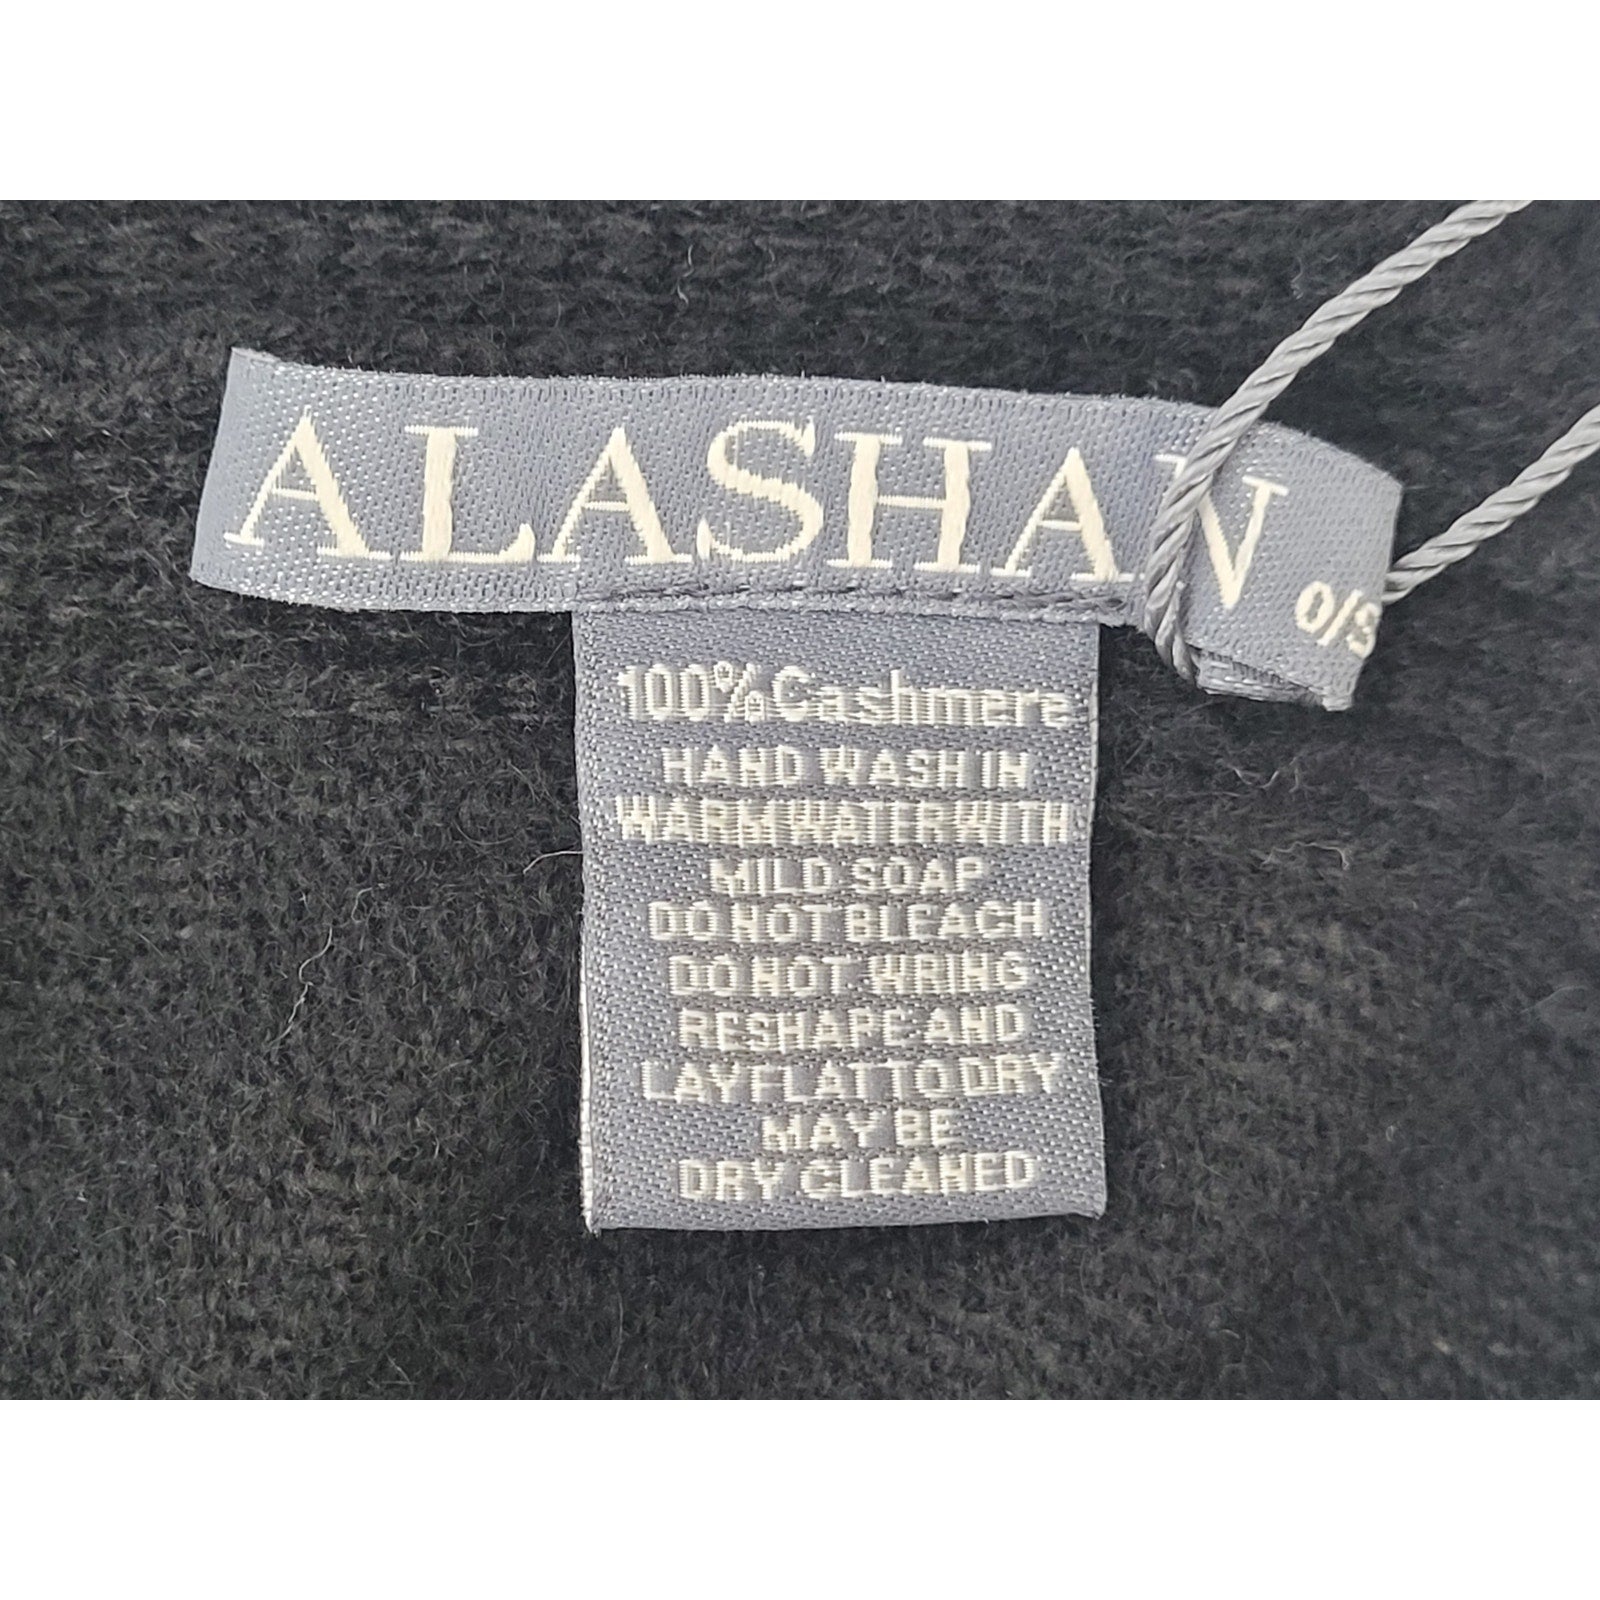 ALASHAN
O/S
100% Cashmere
HAND WASH IN
WARM WATER WITH
MILD SOAP
DO NOT BLEACH
DO NOT WRING
RESHAPE AND
LAY FLAT TO DRY
MAY BE
DRY CLEANED